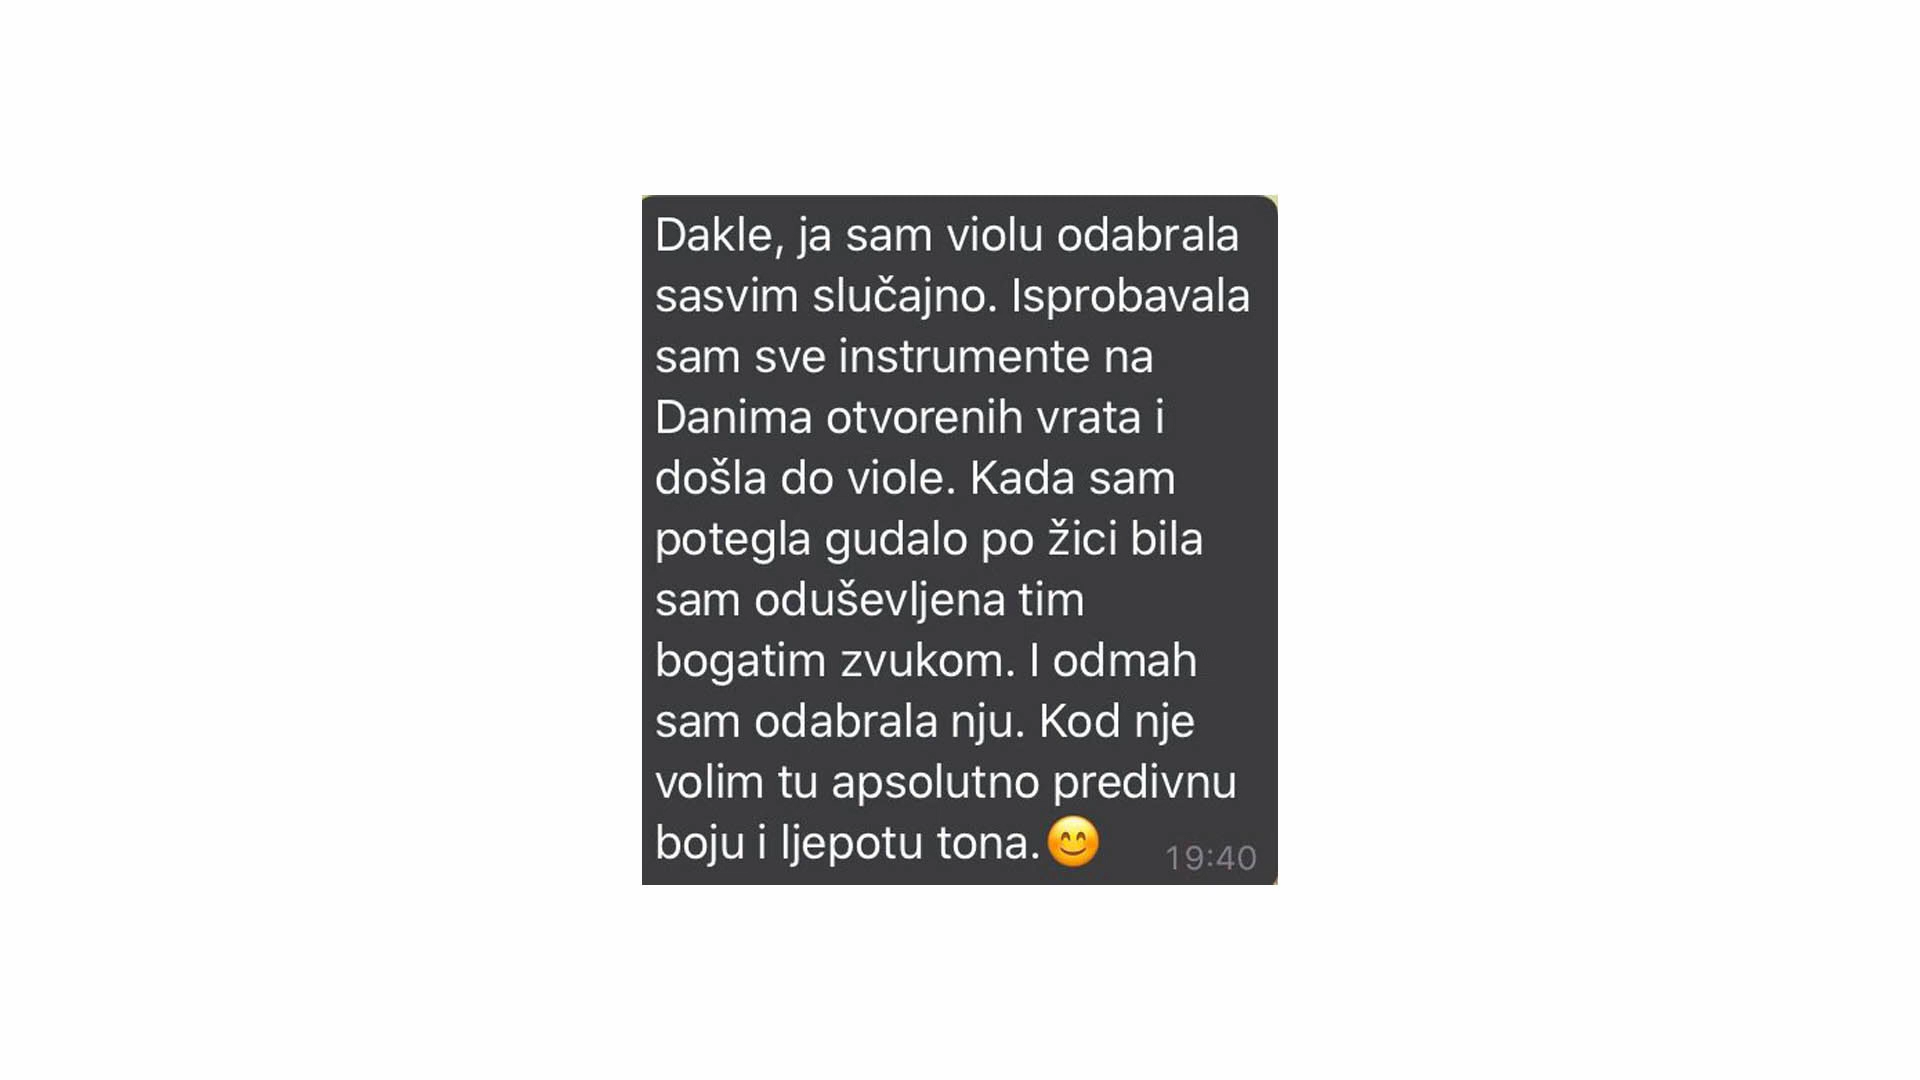 Dakle, ja sam violu odabrala
sasvim slučajno. Isprobavala
sam sve instrumente na
Danima otvorenih vrata i
došla do viole. Kada sam
potegla gudalo po žici bila
sam oduševljena tim
bogatim zvukom. I odmah
sam odabrala nju. Kod nje
volim tu apsolutno predivnu
boju i ljepotu tona.😊
19:40